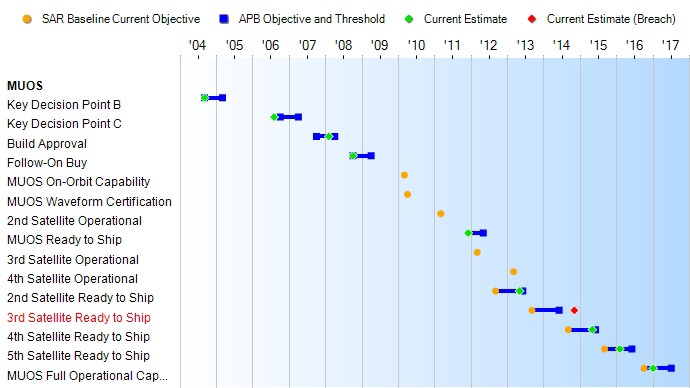 SAR Baseline Current Objective APB Objective and Threshold Current Estimate Current Estimate (Breach)
'04 '05 '06 '07 '08 '09 '10 '11 '12 '13 '14 '15 '16 '17
MUOS
Key Decision Point B
Key Decision Point C
Build Approval
Follow-On Buy
MUOS On-Orbit Capability
MUOS Waveform Certification
2nd Satellite Operational
MUOS Ready to Ship
3rd Satellite Operational
4th Satellite Operational
2nd Satellite Ready to Ship
3rd Satellite Ready to Ship
4th Satellite Ready to Ship
5th Satellite Ready to Ship
MUOS Full Operational Cap...